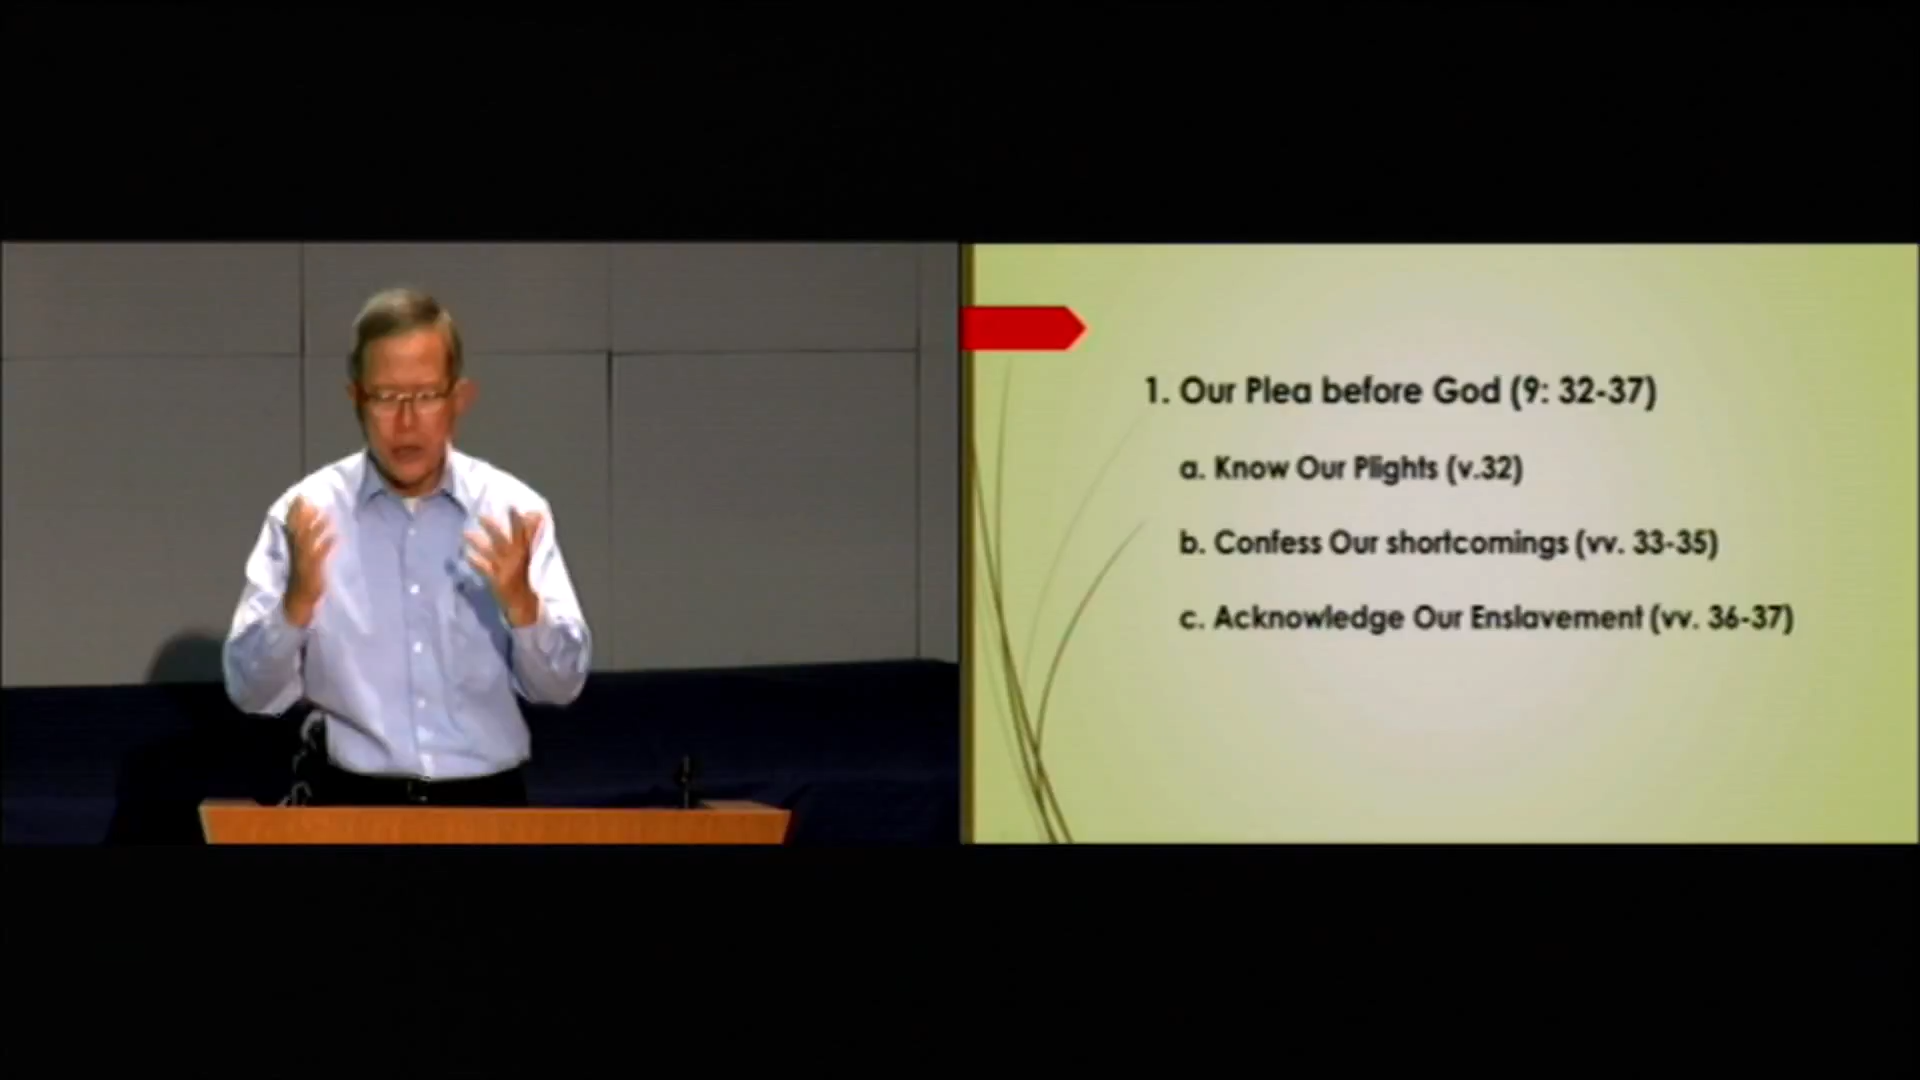 1. Our Plea before God (9: 32-37)
a. Know Our Plights (v.32)
b. Confess Our shortcomings (vv. 33-35)
c. Acknowledge Our Enslavement (vv. 36-37)